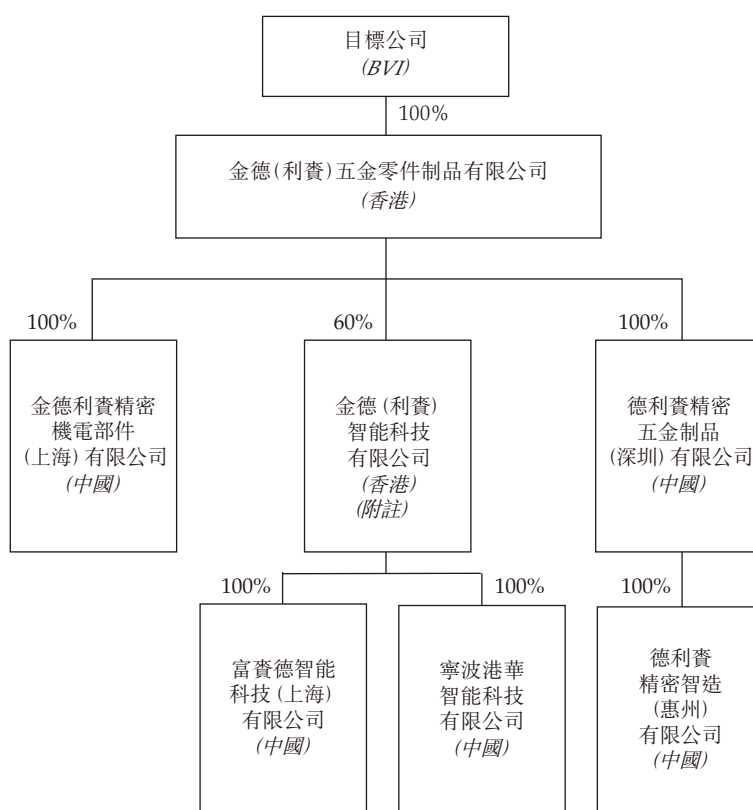 目標公司
(BVI)
100%
金德(利賚)五金零件制品有限公司
(香港)
100%
60%
100%
金德利賚精密
機電部件
(上海)有限公司
(中國)
金德(利賚)
智能科技
有限公司
(香港)
(附註)
德利賚精密
五金制品
(深圳)有限公司
(中國)
100%
100%
100%
富賚德智能
科技(上海)
有限公司
(中國)
寧波港華
智能科技
有限公司
(中國)
德利賚
精密智造
(惠州)
有限公司
(中國)